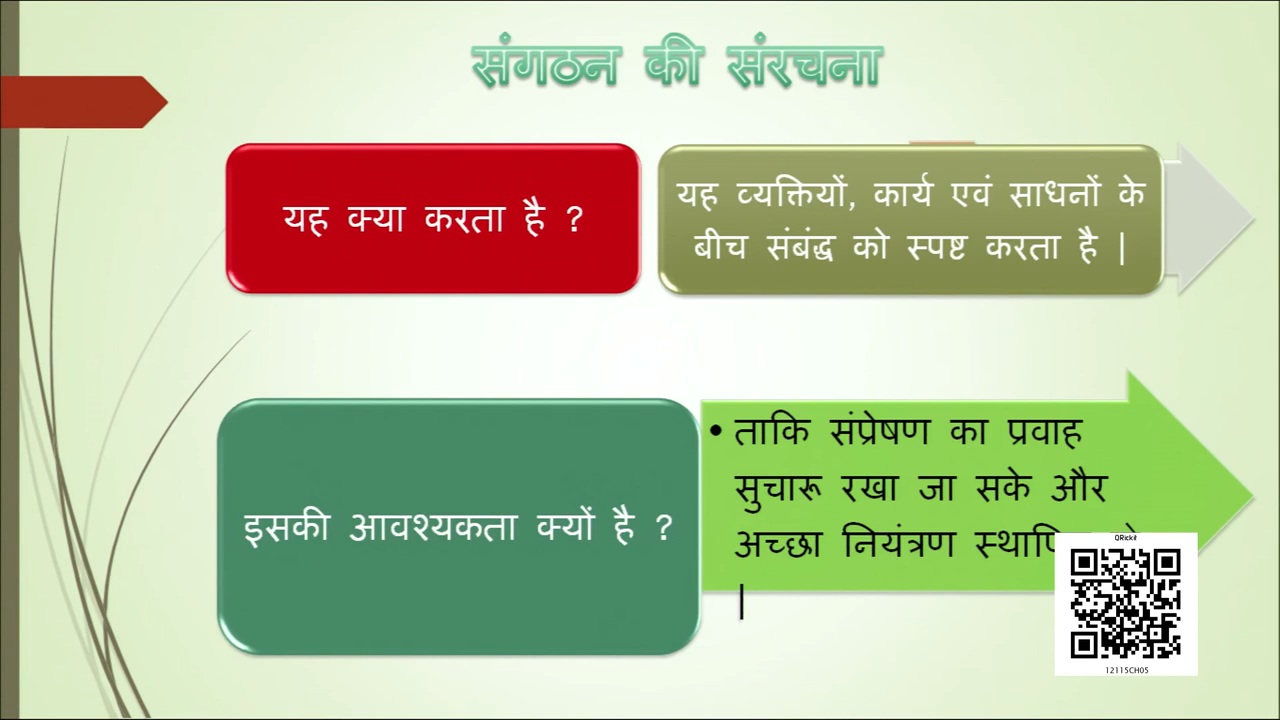 संगठन की संरचना
यह क्या करता है ?
यह व्यक्तियों, कार्य एवं साधनों के
बीच संबंद्ध को स्पष्ट करता है |
इसकी आवश्यकता क्यों है ?
• ताकि संप्रेषण का प्रवाह
सुचारू रखा जा सके और
अच्छा नियंत्रण
|
QRickit
12115CH05